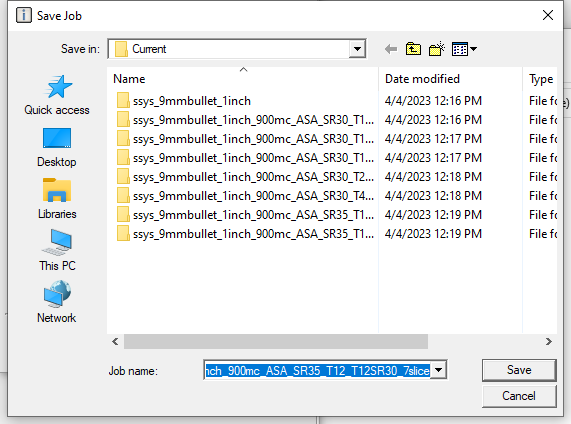 Save Job
Save in: Current
Name Date modified Type
ssys_9mmbullet_1inch 4/4/2023 12:16 PM File fo
ssys_9mmbullet_1inch_900mc_ASA_SR30_T1... 4/4/2023 12:16 PM File fo
ssys_9mmbullet_1inch_900mc_ASA_SR30_T1... 4/4/2023 12:17 PM File fo
ssys_9mmbullet_1inch_900mc_ASA_SR30_T1... 4/4/2023 12:17 PM File fo
ssys_9mmbullet_1inch_900mc_ASA_SR30_T2... 4/4/2023 12:18 PM File fo
ssys_9mmbullet_1inch_900mc_ASA_SR30_T4... 4/4/2023 12:18 PM File fo
ssys_9mmbullet_1inch_900mc_ASA_SR35_T1... 4/4/2023 12:19 PM File fo
ssys_9mmbullet_1inch_900mc_ASA_SR35_T1... 4/4/2023 12:19 PM File fo
Quick access
Desktop
Libraries
This PC
Network
Job name: nch_900mc_ASA_SR35_T12_T12SR30_7slice Save
Cancel